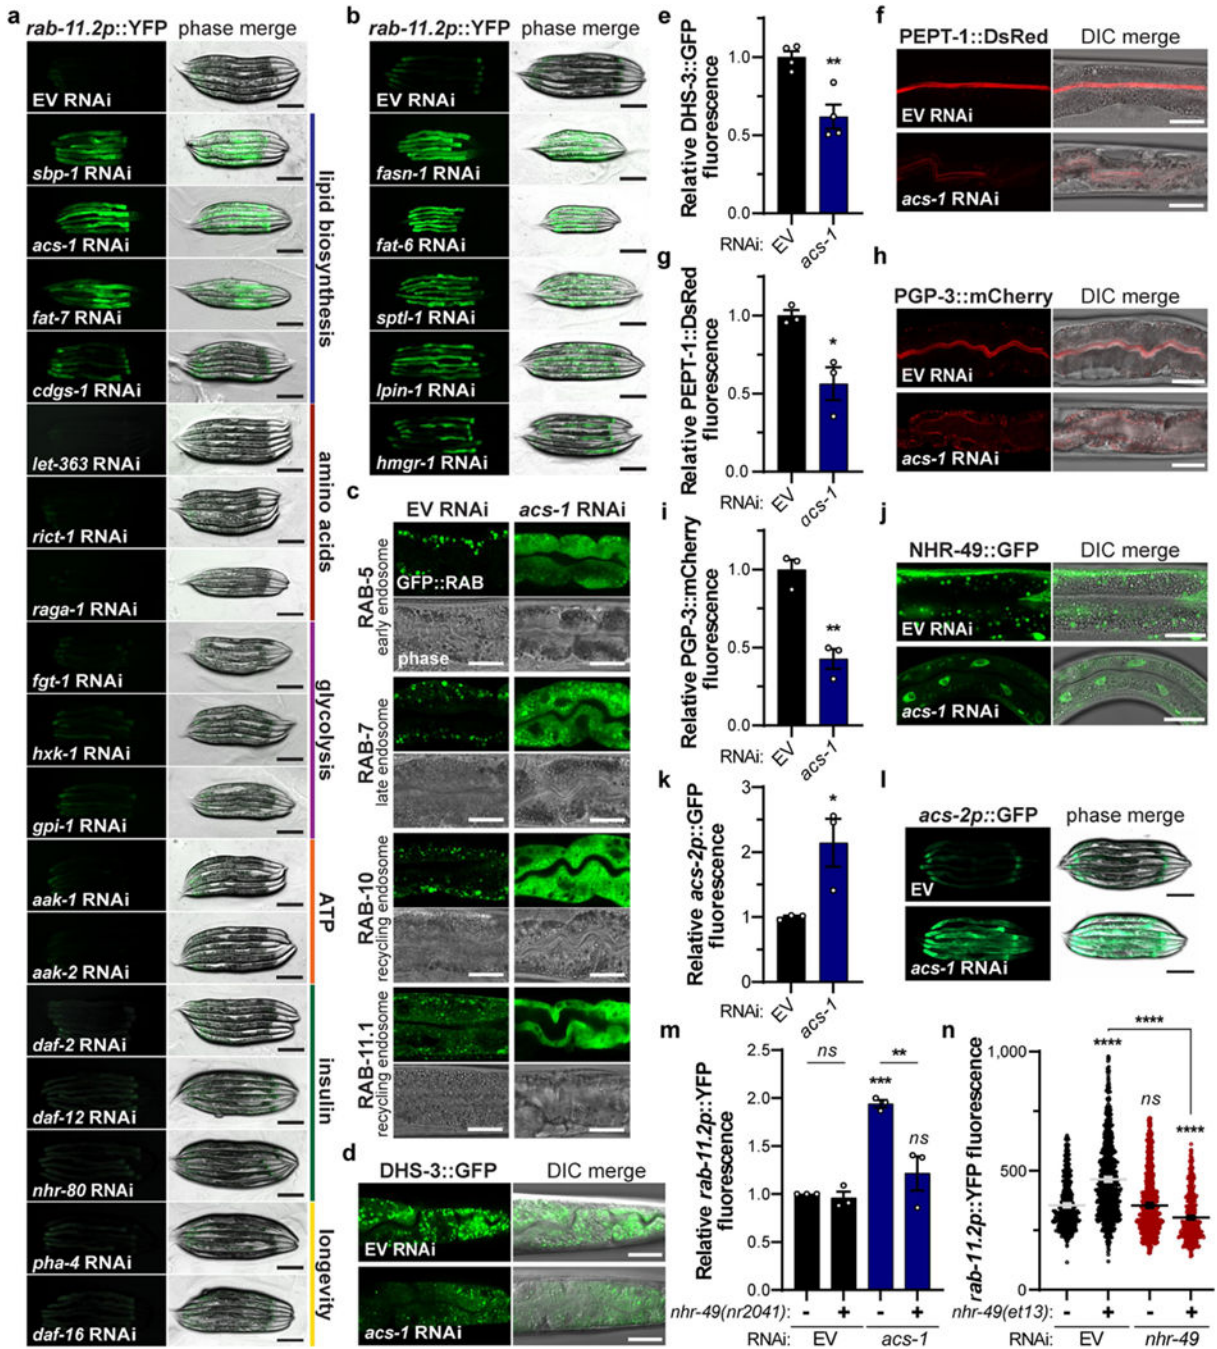 a
rab-11.2p::YFP phase merge
EV RNAi
sbp-1 RNAi
acs-1 RNAi
fat-7 RNAi
cdgs-1 RNAi
lipid biosynthesis
let-363 RNAi
rict-1 RNAi
raga-1 RNAi
amino acids
fgt-1 RNAi
hxk-1 RNAi
gpi-1 RNAi
glycolysis
aak-1 RNAi
aak-2 RNAi
ATP
daf-2 RNAi
daf-12 RNAi
nhr-80 RNAi
insulin
pha-4 RNAi
daf-16 RNAi
longevity
b
rab-11.2p::YFP phase merge
EV RNAi
fasn-1 RNAi
fat-6 RNAi
sptl-1 RNAi
lpin-1 RNAi
hmgr-1 RNAi
c
EV RNAi acs-1 RNAi
RAB-5
early endosome
GFP::RAB
phase
RAB-7
late endosome
RAB-10
recycling endosome
RAB-11.1
recycling endosome
d
DHS-3::GFP DIC merge
EV RNAi
acs-1 RNAi
e
Relative DHS-3::GFP
fluorescence
1.0
0.5
0.0
**
RNAi: EV acs-1
f
PEPT-1::DsRed DIC merge
EV RNAi
acs-1 RNAi
g
Relative PEPT-1::DsRed
fluorescence
1.0
0.5
0.0
*
RNAi: EV acs-1
h
PGP-3::mCherry DIC merge
EV RNAi
acs-1 RNAi
i
Relative PGP-3::mCherry
fluorescence
1.0
0.5
0.0
**
RNAi: EV acs-1
j
NHR-49::GFP DIC merge
EV RNAi
acs-1 RNAi
k
Relative acs-2p::GFP
fluorescence
3
2
1
0
*
RNAi: EV acs-1
l
acs-2p::GFP phase merge
EV
acs-1 RNAi
m
Relative rab-11.2p::YFP
fluorescence
2.5
2.0
1.5
1.0
0.5
0.0
ns
***
**
ns
nhr-49(nr2041): - + - +
RNAi: EV acs-1
n
rab-11.2p::YFP fluorescence
1,000
500
0
****
****
ns
****
nhr-49(et13): - + - +
RNAi: EV nhr-49